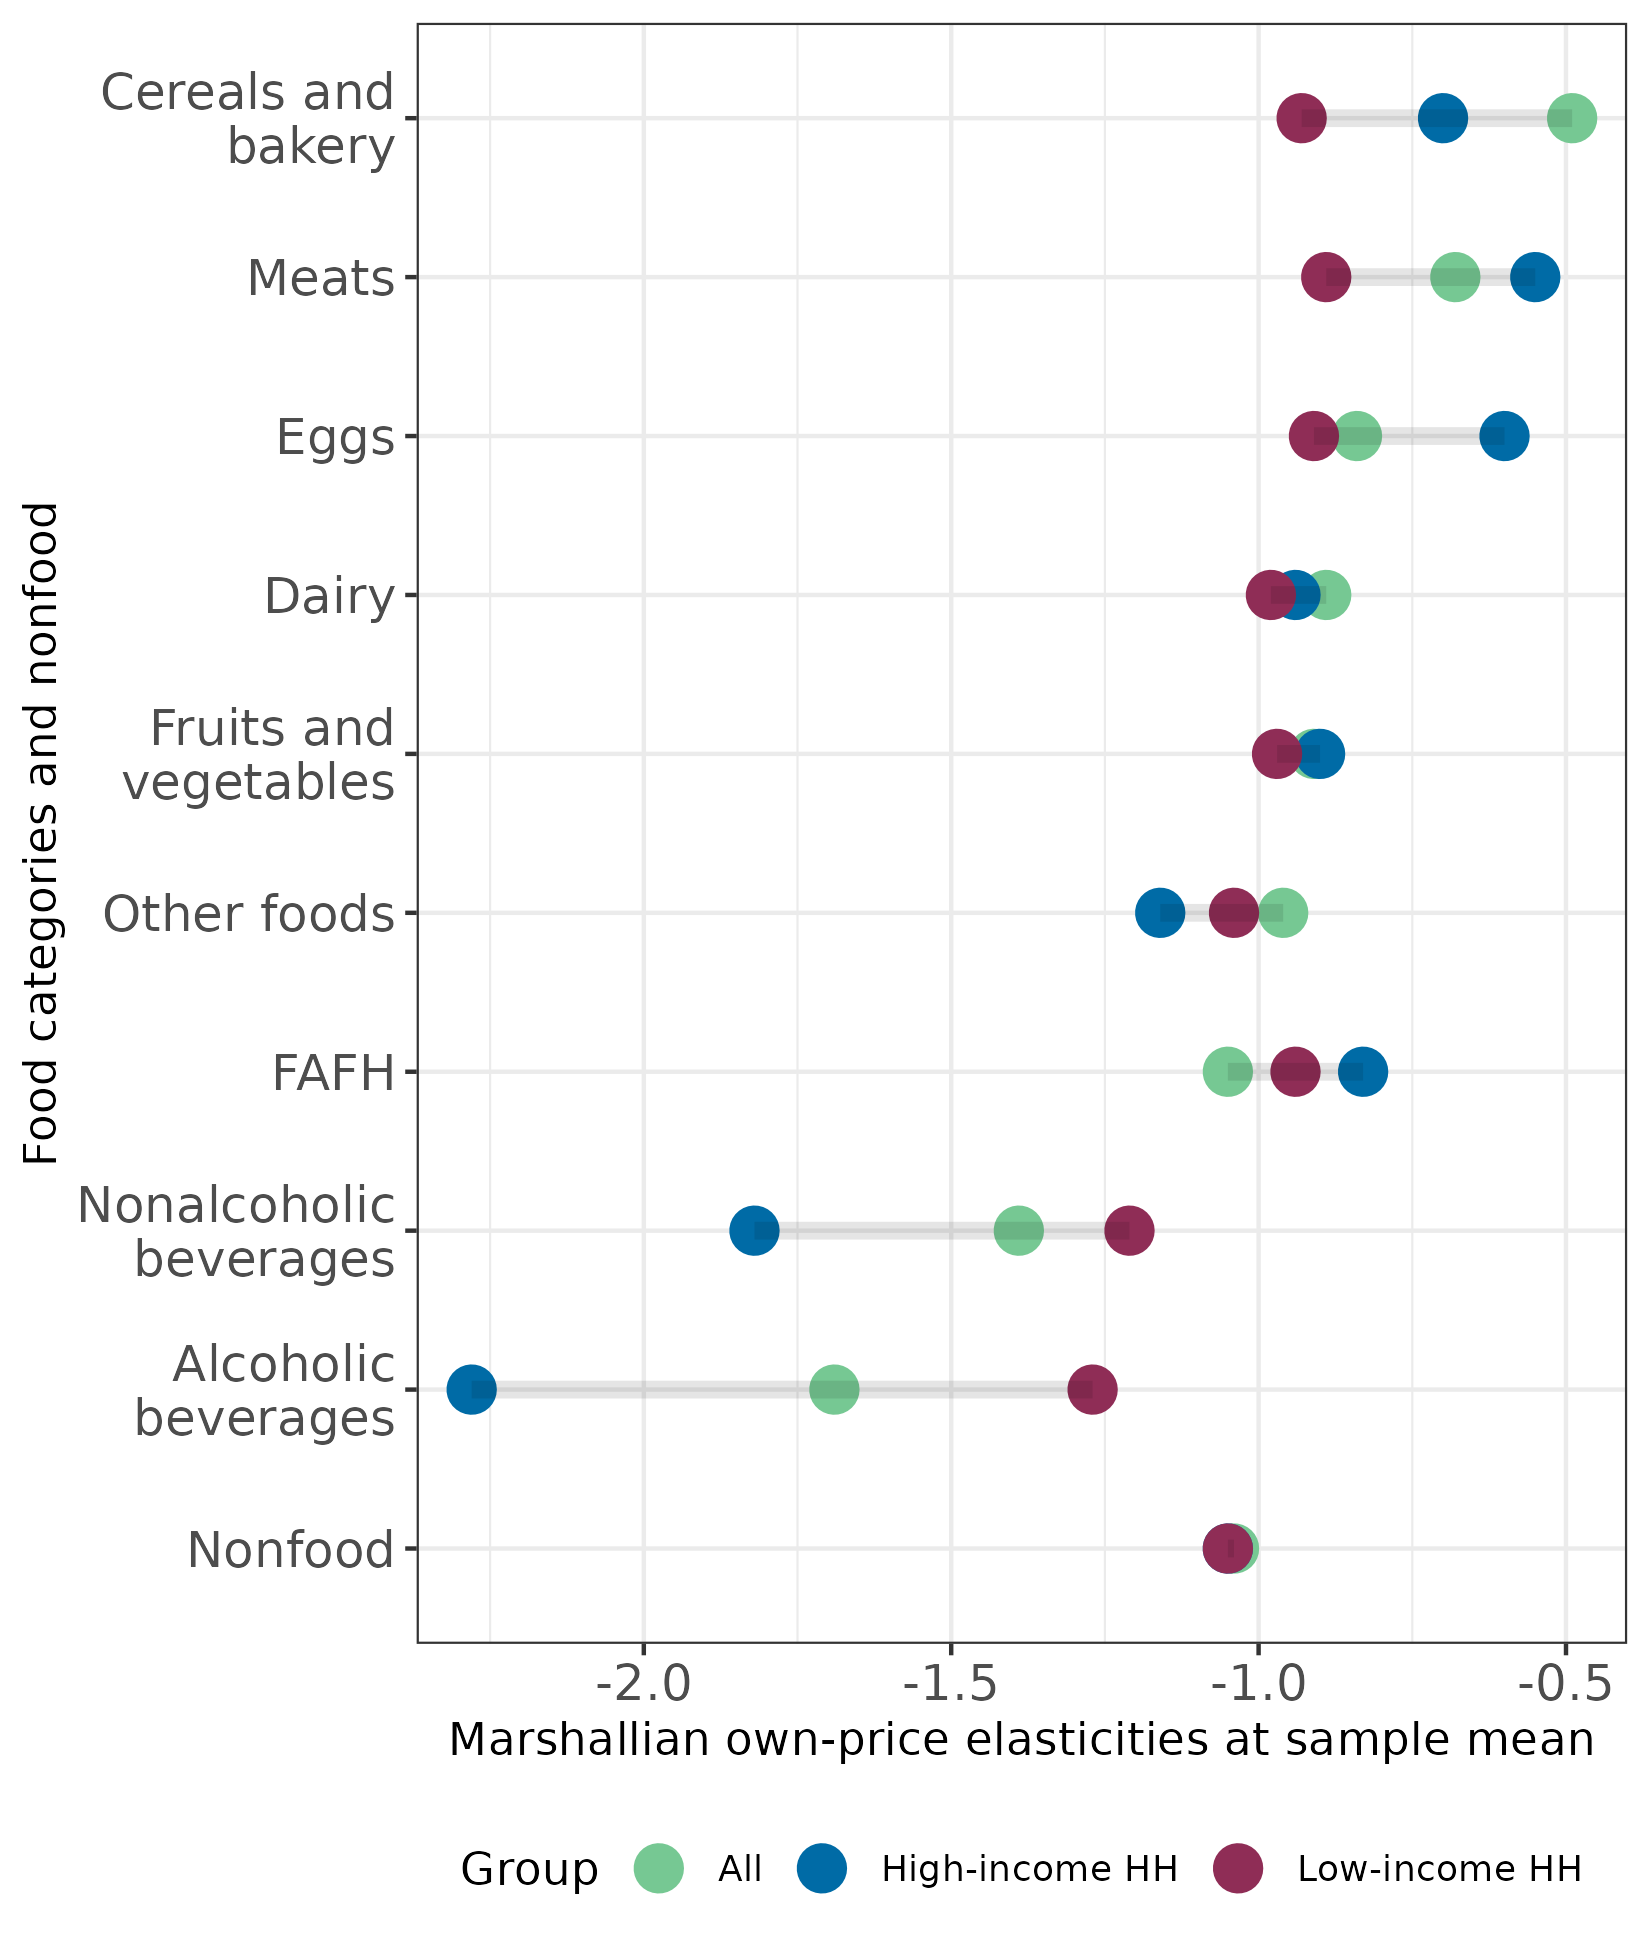 Cereals and
bakery
Meats
Eggs
Dairy
Fruits and
vegetables
Other foods
FAFH
Nonalcoholic
beverages
Alcoholic
beverages
Nonfood
Food categories and nonfood
-2.0 -1.5 -1.0 -0.5
Marshallian own-price elasticities at sample mean
Group All High-income HH Low-income HH